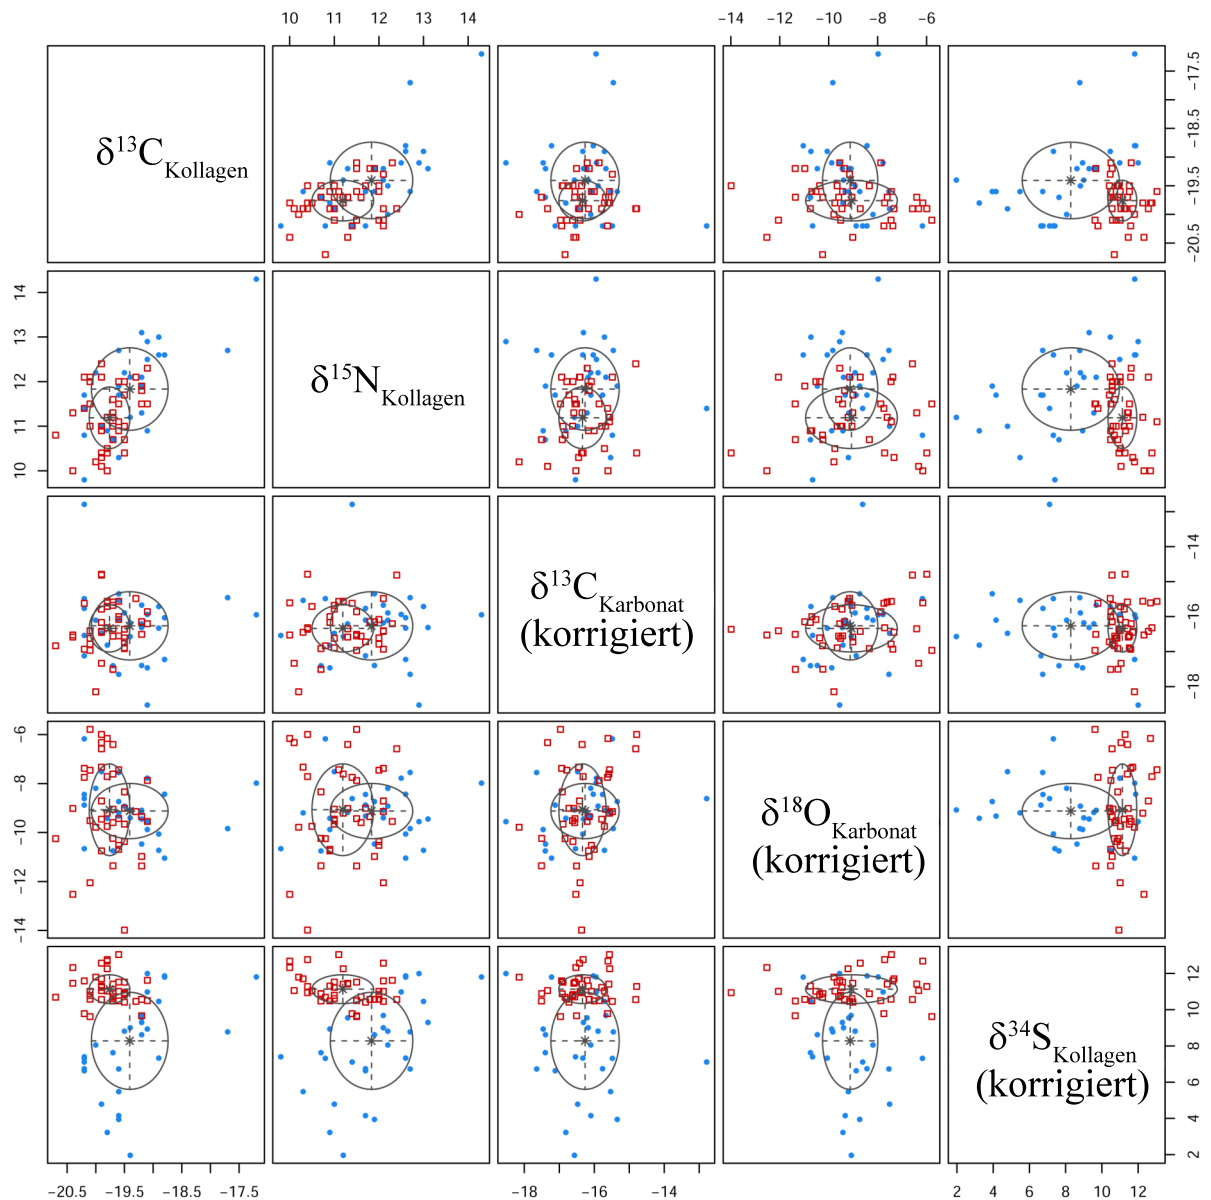 10 11 12 13 14
−14 −12 −10 −8 −6
δ13CKollagen
−20.5 −19.5 −18.5 −17.5
10 11 12 13 14
δ15NKollagen
δ13CKarbonat
(korrigiert)
−18 −16 −14
−14 −12 −10 −8 −6
δ18OKarbonat
(korrigiert)
δ34SKollagen
(korrigiert)
2 4 6 8 10 12
−20.5 −19.5 −18.5 −17.5
−18 −16 −14
2 4 6 8 10 12